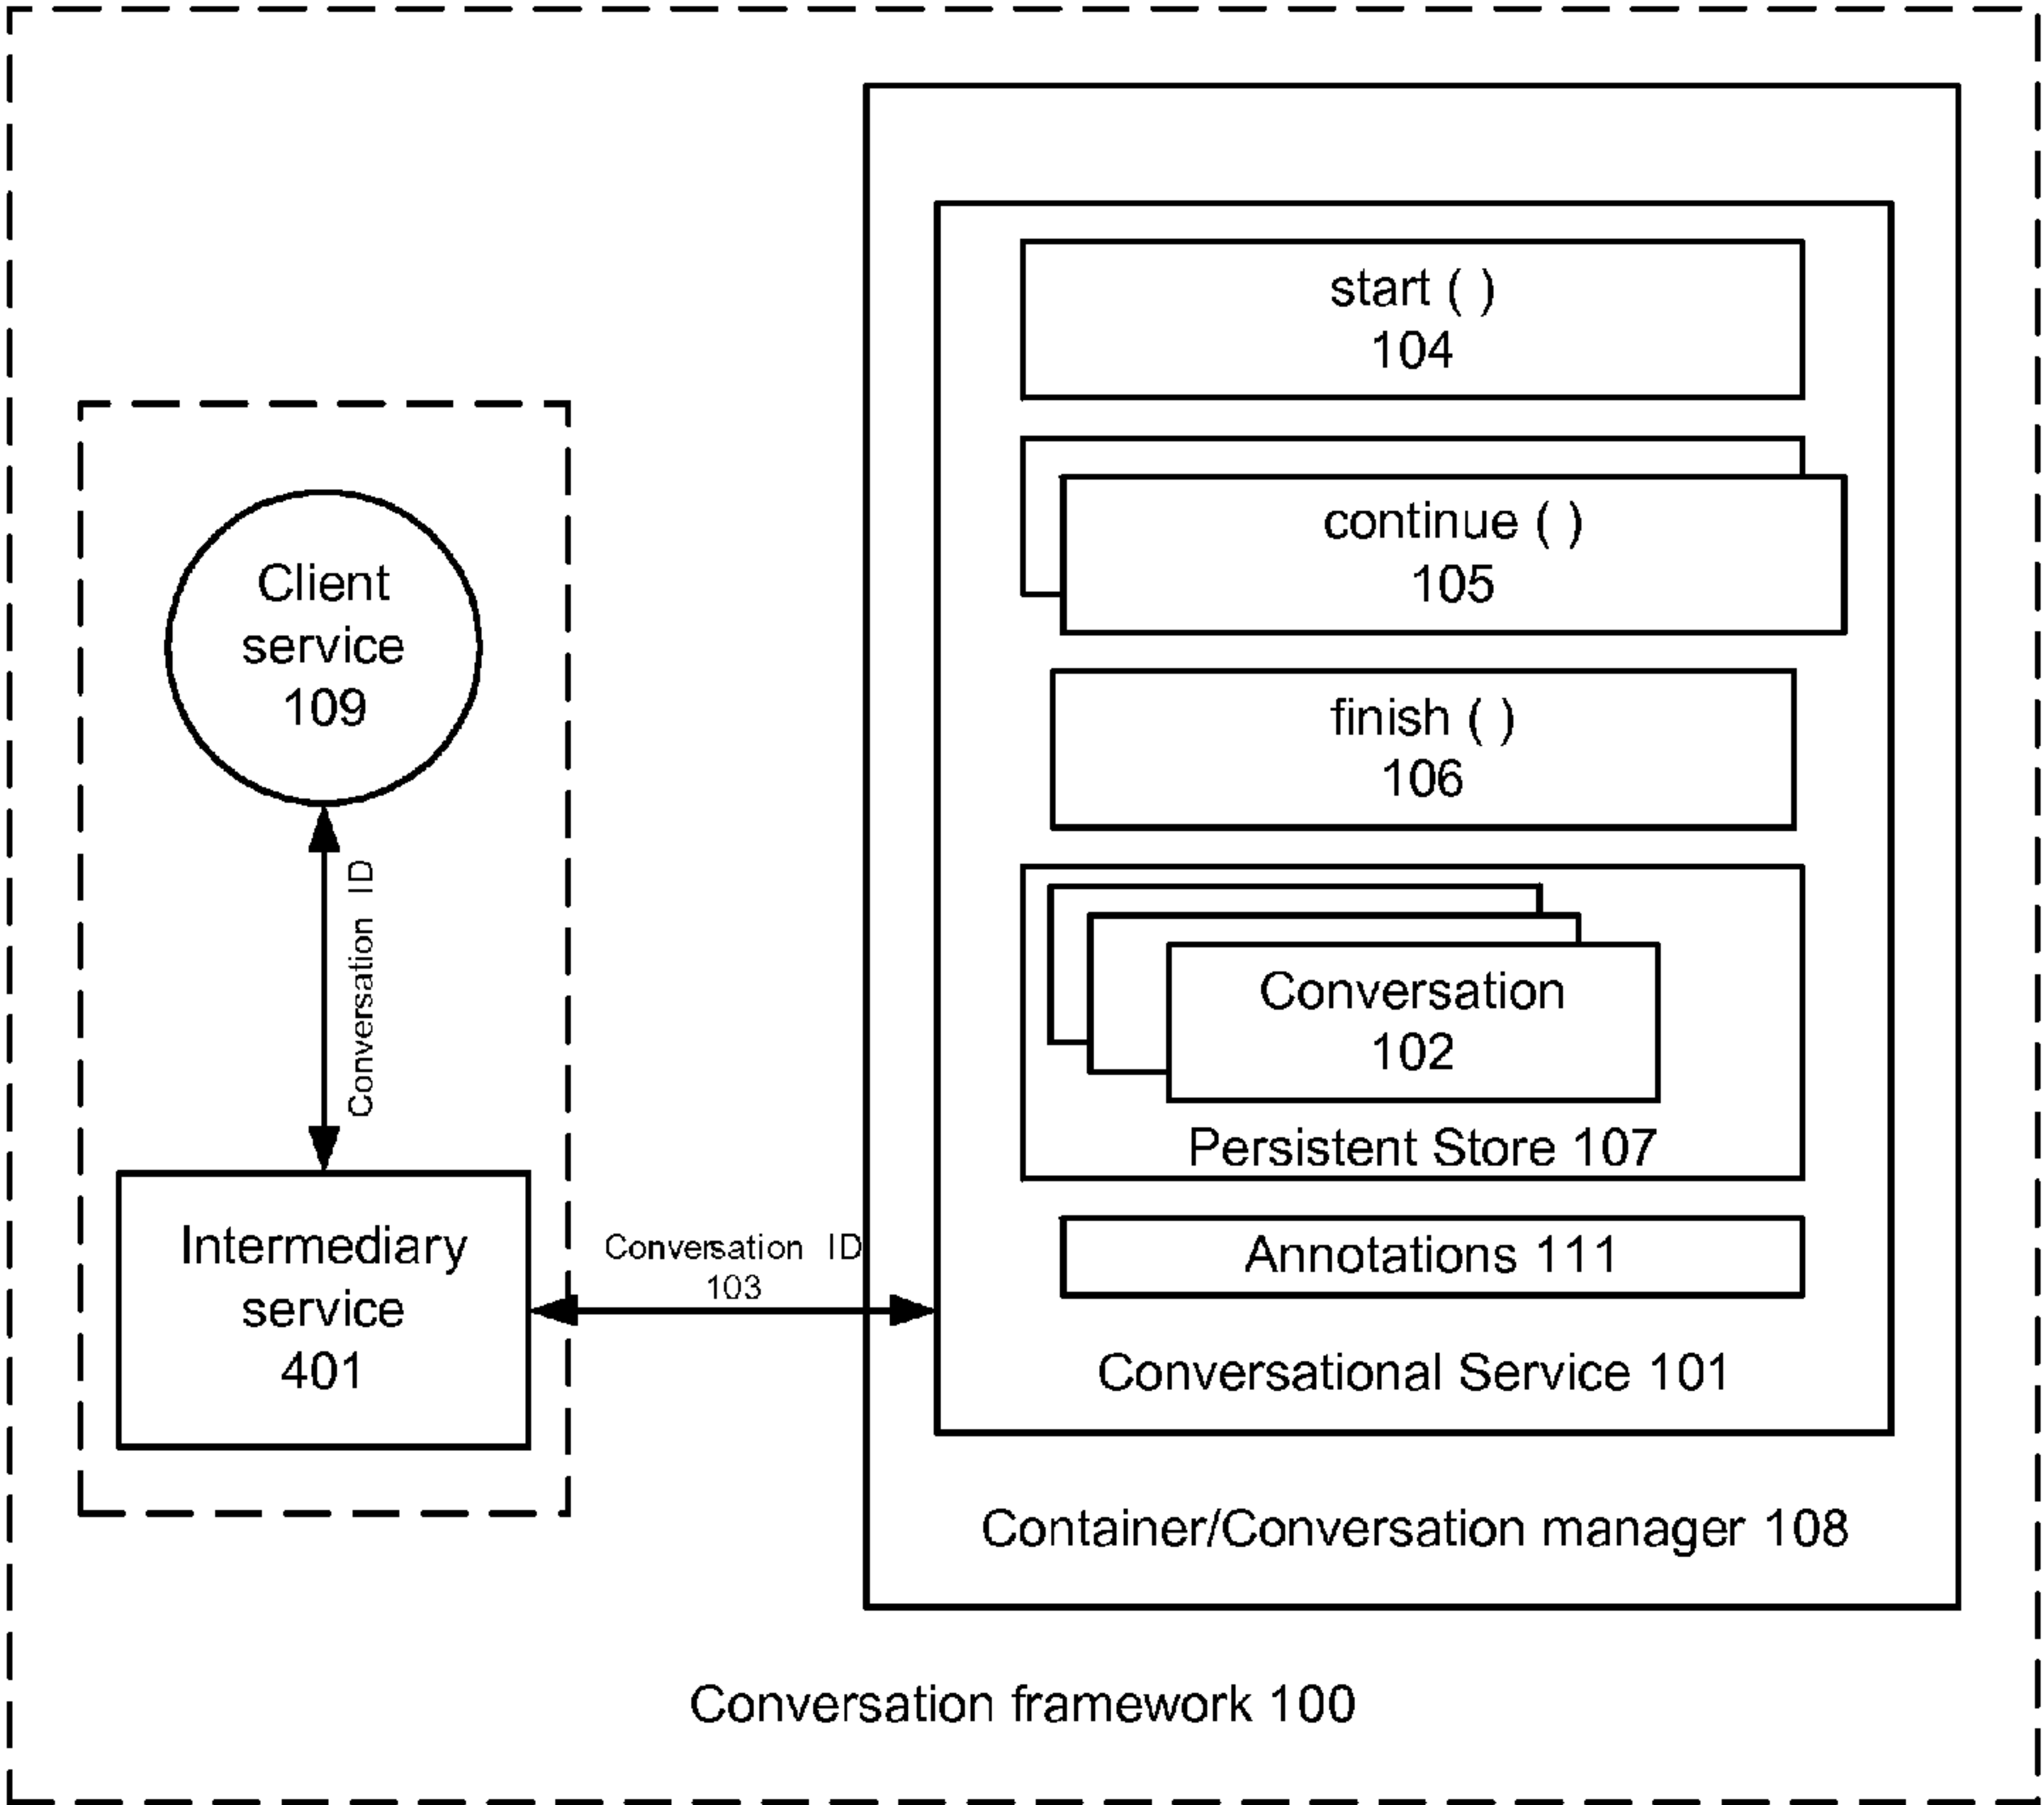 Client
service
109
Conversation ID
Intermediary
service
401
Conversation ID
103
start ( )
104
continue ( )
105
finish ( )
106
Conversation
102
Persistent Store 107
Annotations 111
Conversational Service 101
Container/Conversation manager 108
Conversation framework 100